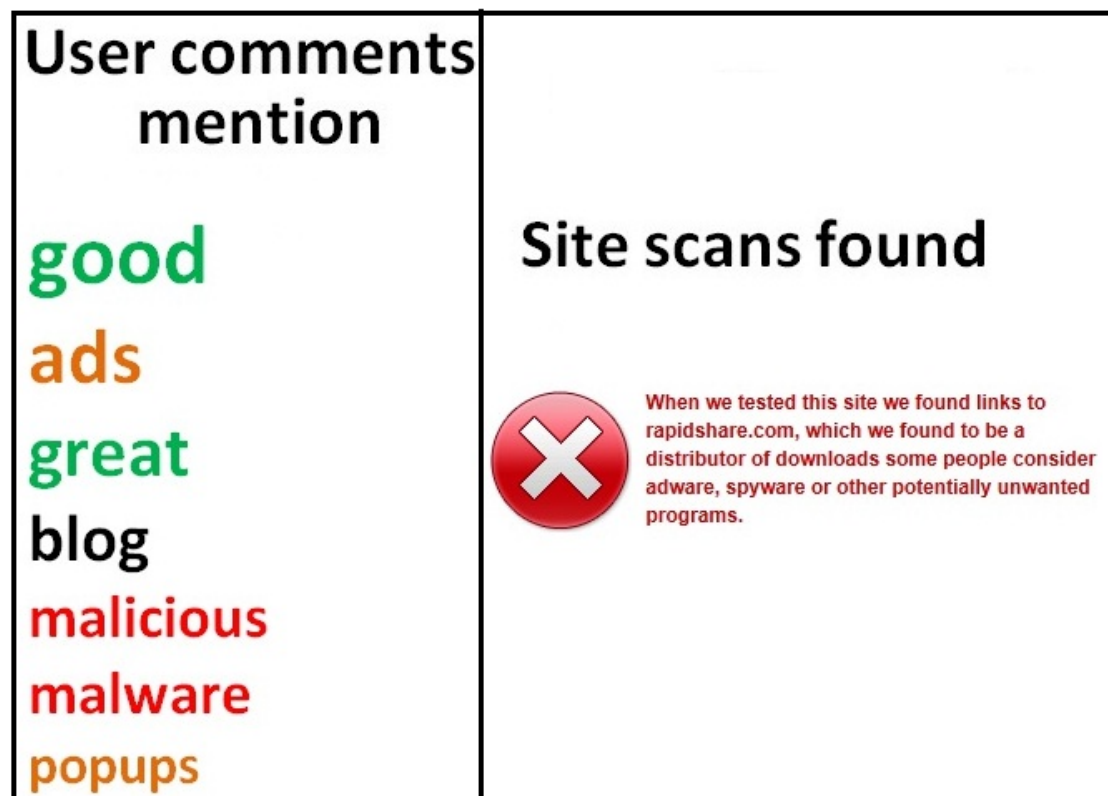 User comments
mention
good
ads
great
blog
malicious
malware
popups
Site scans found
When we tested this site we found links to
rapidshare.com, which we found to be a
distributor of downloads some people consider
adware, spyware or other potentially unwanted
programs.